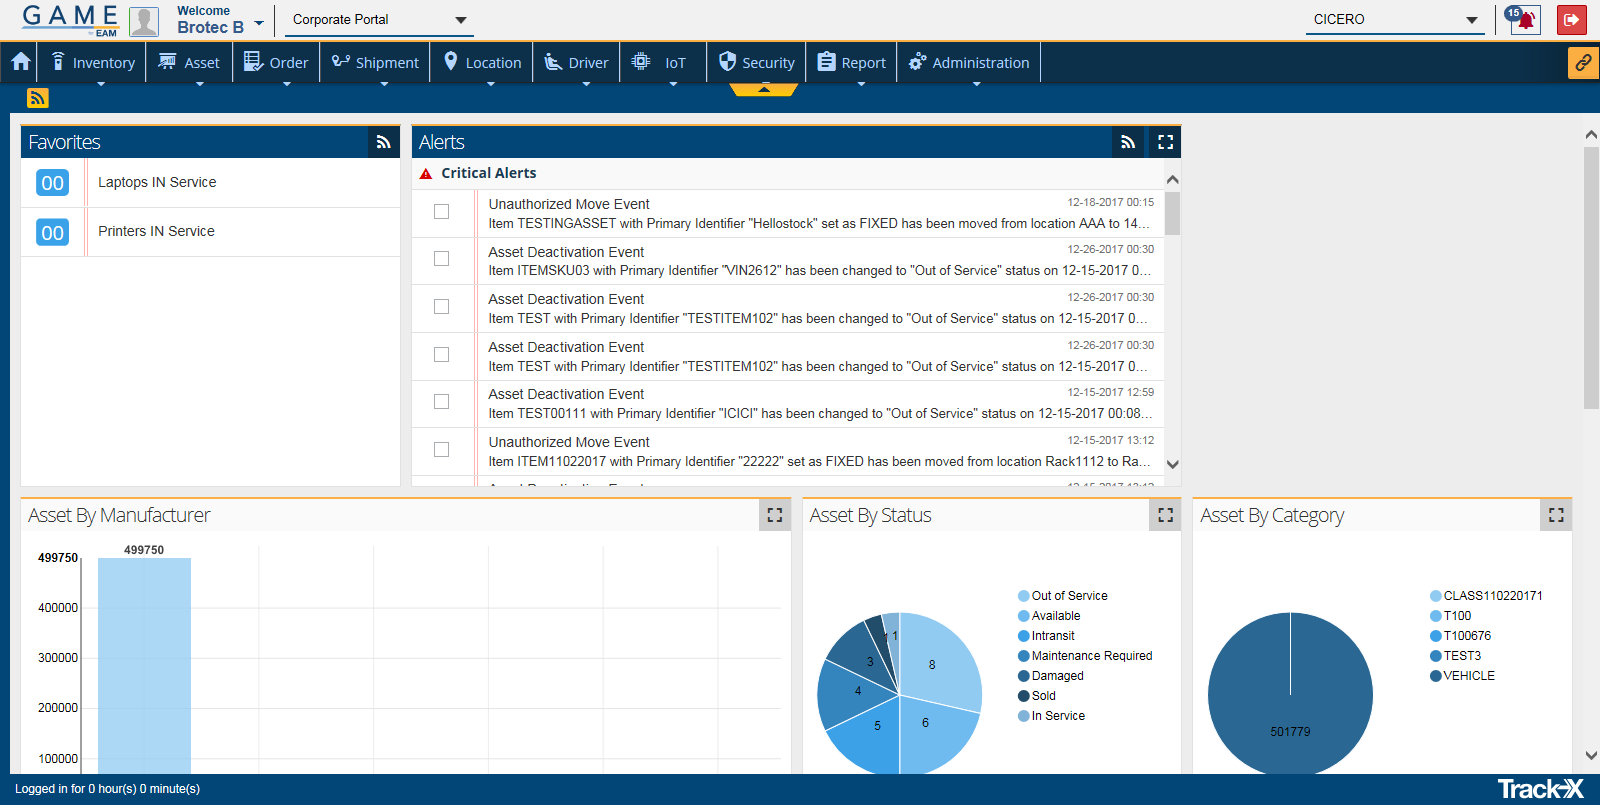 GAME
EAM
Welcome
Brotec B
Corporate Portal
CICERO
15
Inventory
Asset
Order
Shipment
Location
Driver
IoT
Security
Report
Administration
Favorites
00 Laptops IN Service
00 Printers IN Service
Alerts
Critical Alerts
Unauthorized Move Event 12-18-2017 00:15
Item TESTINGASSET with Primary Identifier "Hellostock" set as FIXED has been moved from location AAA to 14...
Asset Deactivation Event 12-26-2017 00:30
Item ITEMSKU03 with Primary Identifier "VIN2612" has been changed to "Out of Service" status on 12-15-2017 0...
Asset Deactivation Event 12-26-2017 00:30
Item TEST with Primary Identifier "TESTITEM102" has been changed to "Out of Service" status on 12-15-2017 0...
Asset Deactivation Event 12-26-2017 00:30
Item TEST with Primary Identifier "TESTITEM102" has been changed to "Out of Service" status on 12-15-2017 0...
Asset Deactivation Event 12-15-2017 12:59
Item TEST00111 with Primary Identifier "ICICI" has been changed to "Out of Service" status on 12-15-2017 00:08...
Unauthorized Move Event 12-15-2017 13:12
Item ITEM11022017 with Primary Identifier "22222" set as FIXED has been moved from location Rack1112 to Ra...
Asset By Manufacturer
499750
499750
400000
300000
200000
100000
Asset By Status
8
6
5
4
3
1
1
Out of Service
Available
Intransit
Maintenance Required
Damaged
Sold
In Service
Asset By Category
501779
CLASS110220171
T100
T100676
TEST3
VEHICLE
Logged in for 0 hour(s) 0 minute(s)
Track-X